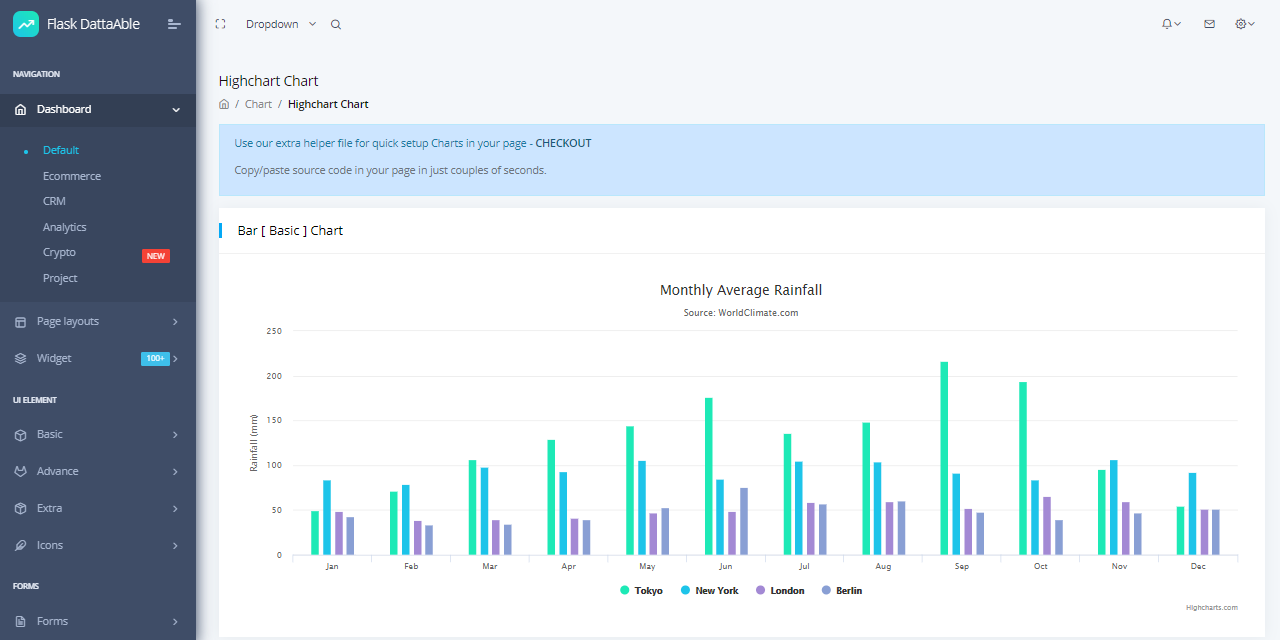 Flask DattaAble
Dropdown
NAVIGATION
Dashboard
Default
Ecommerce
CRM
Analytics
Crypto NEW
Project
Page layouts
Widget 100+
UI ELEMENT
Basic
Advance
Extra
Icons
FORMS
Forms
Highchart Chart
/ Chart / Highchart Chart
Use our extra helper file for quick setup Charts in your page - CHECKOUT
Copy/paste source code in your page in just couples of seconds.
Bar [ Basic ] Chart
Monthly Average Rainfall
Source: WorldClimate.com
Rainfall (mm)
250
200
150
100
50
0
Jan Feb Mar Apr May Jun Jul Aug Sep Oct Nov Dec
Tokyo New York London Berlin
Highcharts.com